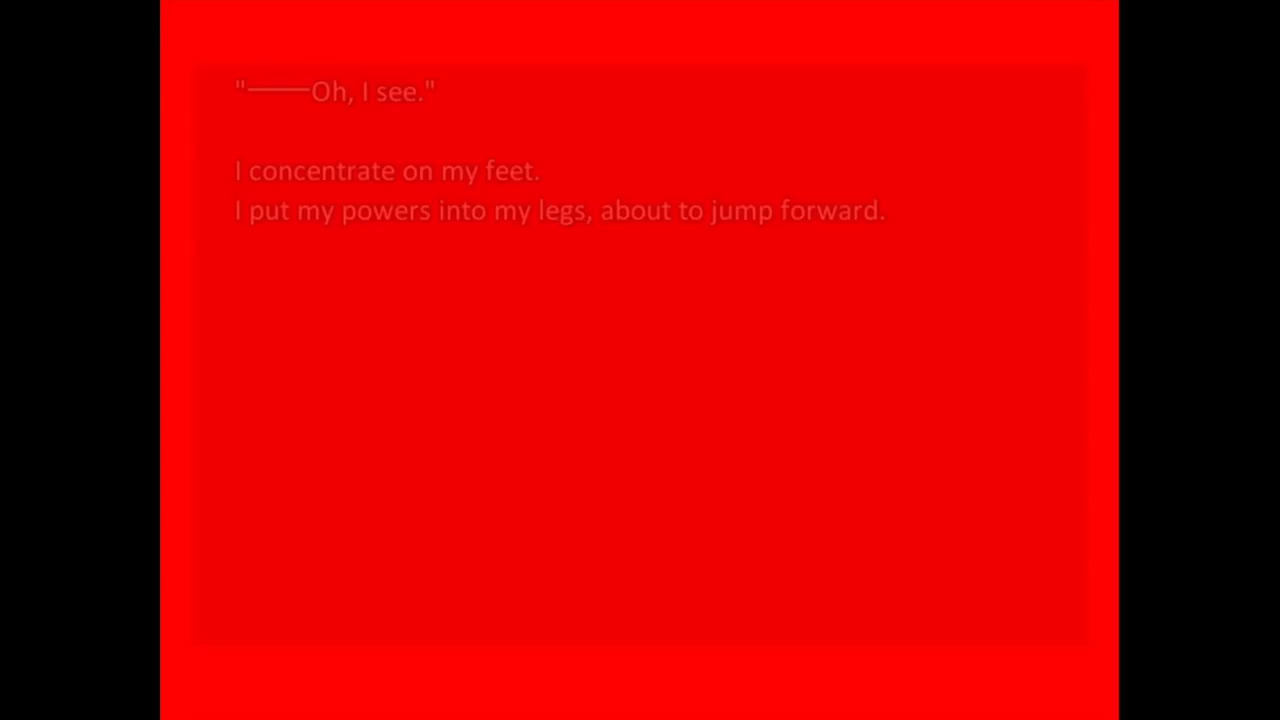 "───Oh, I see."
I concentrate on my feet.
I put my powers into my legs, about to jump forward.